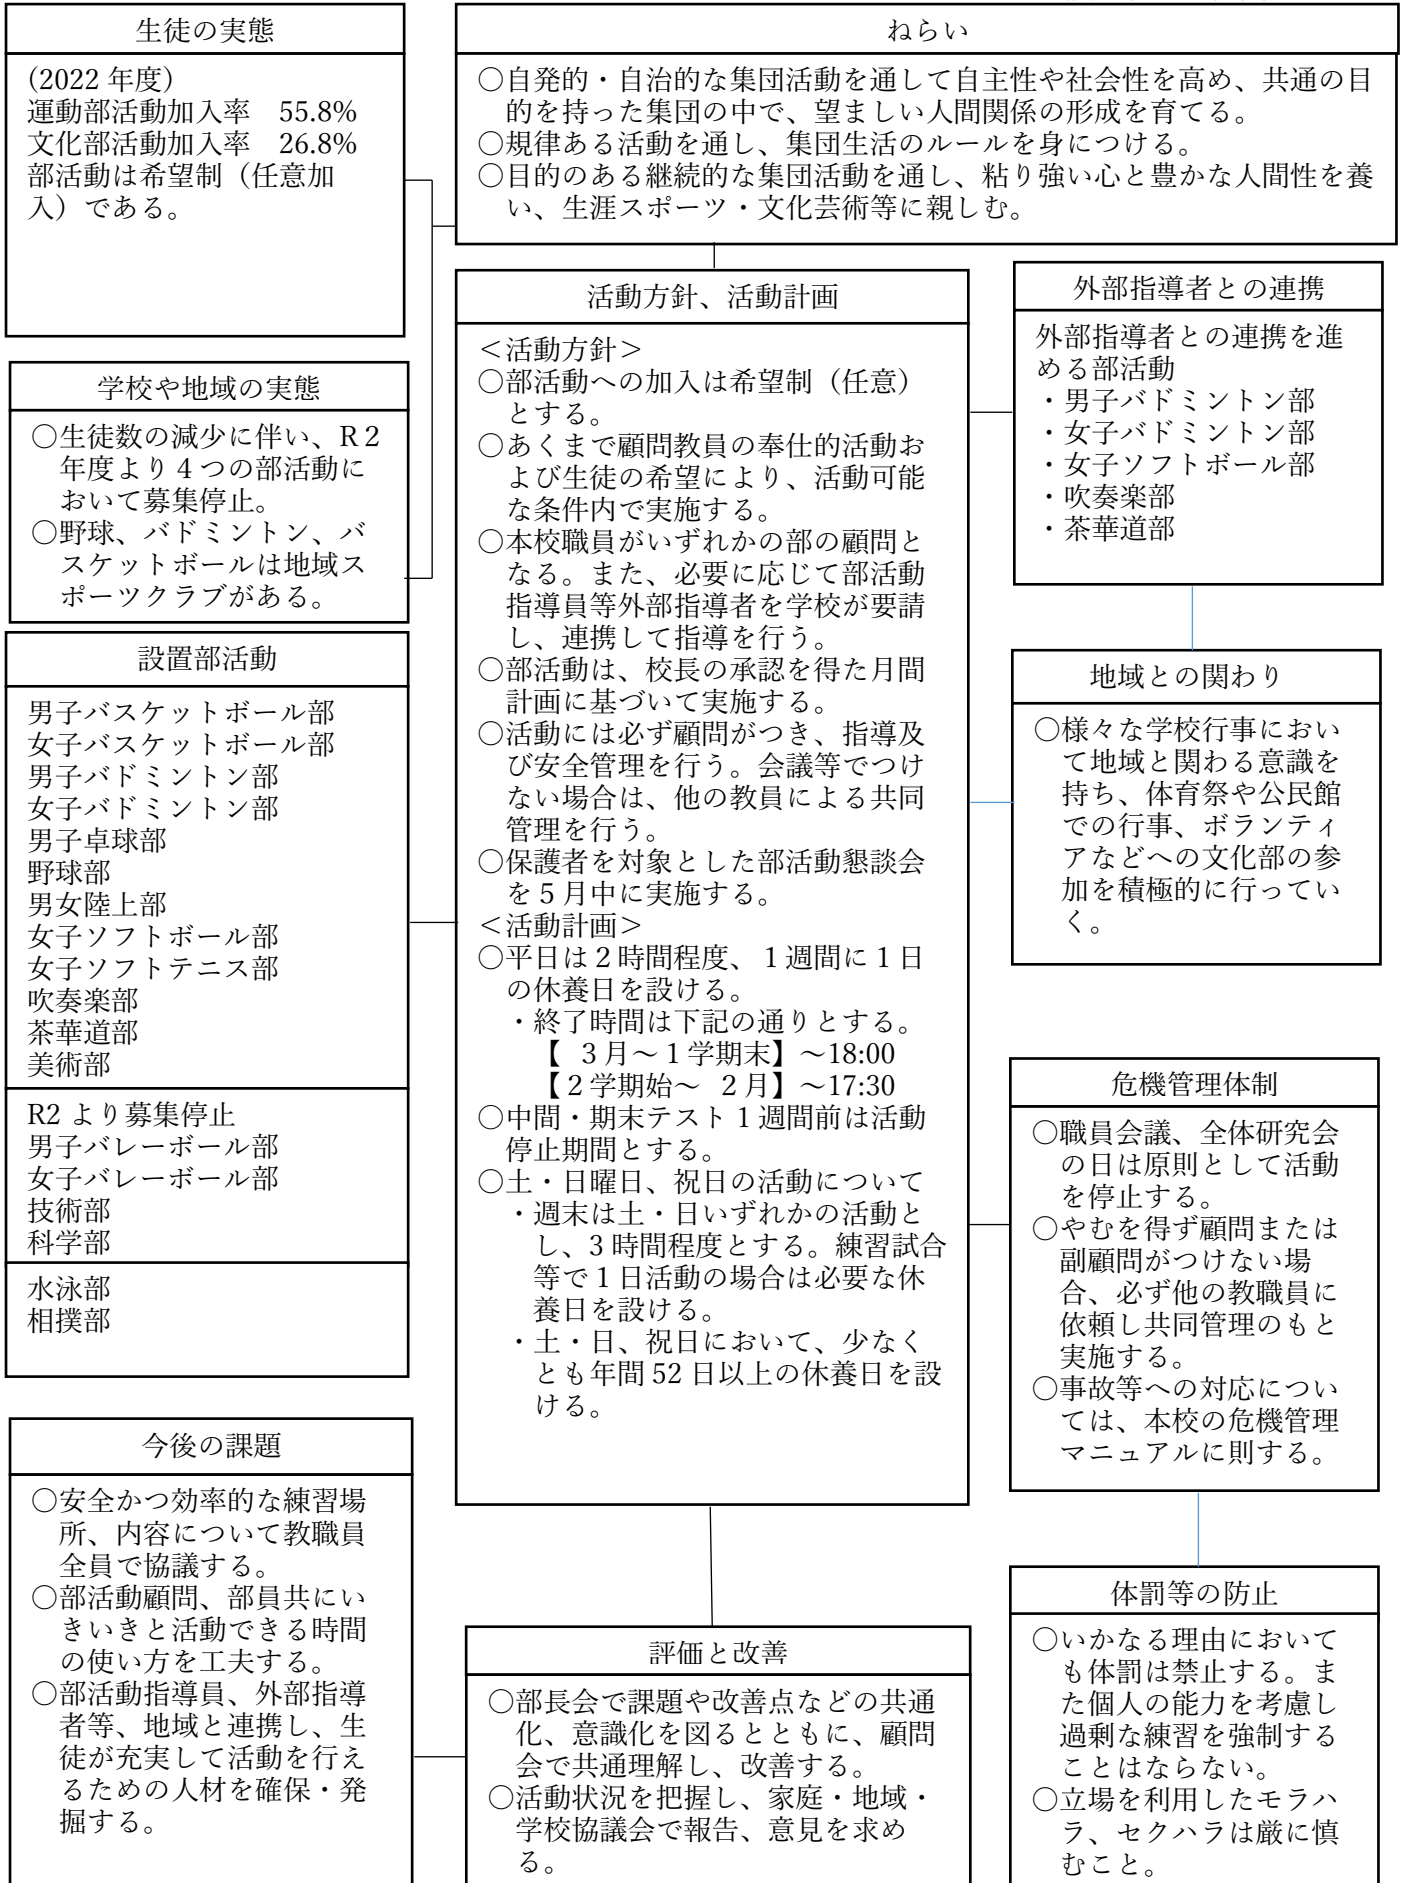 生徒の実態
(2022 年度)
運動部活動加入率　55.8%
文化部活動加入率　26.8%
部活動は希望制（任意加
入）である。
ねらい
○自発的・自治的な集団活動を通して自主性や社会性を高め、共通の目
的を持った集団の中で、望ましい人間関係の形成を育てる。
○規律ある活動を通し、集団生活のルールを身につける。
○目的のある継続的な集団活動を通し、粘り強い心と豊かな人間性を養
い、生涯スポーツ・文化芸術等に親しむ。
学校や地域の実態
○生徒数の減少に伴い、R２
年度より４つの部活動に
おいて募集停止。
○野球、バドミントン、バ
スケットボールは地域ス
ポーツクラブがある。
設置部活動
男子バスケットボール部
女子バスケットボール部
男子バドミントン部
女子バドミントン部
男子卓球部
野球部
男女陸上部
女子ソフトボール部
女子ソフトテニス部
吹奏楽部
茶華道部
美術部
R2 より募集停止
男子バレーボール部
女子バレーボール部
技術部
科学部
水泳部
相撲部
今後の課題
○安全かつ効率的な練習場
所、内容について教職員
全員で協議する。
○部活動顧問、部員共にい
きいきと活動できる時間
の使い方を工夫する。
○部活動指導員、外部指導
者等、地域と連携し、生
徒が充実して活動を行え
るための人材を確保・発
掘する。
活動方針、活動計画
＜活動方針＞
○部活動への加入は希望制（任意）
とする。
○あくまで顧問教員の奉仕的活動お
よび生徒の希望により、活動可能
な条件内で実施する。
○本校職員がいずれかの部の顧問と
なる。また、必要に応じて部活動
指導員等外部指導者を学校が要請
し、連携して指導を行う。
○部活動は、校長の承認を得た月間
計画に基づいて実施する。
○活動には必ず顧問がつき、指導及
び安全管理を行う。会議等でつけ
ない場合は、他の教員による共同
管理を行う。
○保護者を対象とした部活動懇談会
を５月中に実施する。
＜活動計画＞
○平日は２時間程度、１週間に１日
の休養日を設ける。
・終了時間は下記の通りとする。
【　３月～１学期末】～18:00
【２学期始～　２月】～17:30
○中間・期末テスト１週間前は活動
停止期間とする。
○土・日曜日、祝日の活動について
・週末は土・日いずれかの活動と
し、３時間程度とする。練習試合
等で１日活動の場合は必要な休
養日を設ける。
・土・日、祝日において、少なく
とも年間 52 日以上の休養日を設
ける。
評価と改善
○部長会で課題や改善点などの共通
化、意識化を図るとともに、顧問
会で共通理解し、改善する。
○活動状況を把握し、家庭・地域・
学校協議会で報告、意見を求め
る。
外部指導者との連携
外部指導者との連携を進
める部活動
・男子バドミントン部
・女子バドミントン部
・女子ソフトボール部
・吹奏楽部
・茶華道部
地域との関わり
○様々な学校行事におい
て地域と関わる意識を
持ち、体育祭や公民館
での行事、ボランティ
アなどへの文化部の参
加を積極的に行ってい
く。
危機管理体制
○職員会議、全体研究会
の日は原則として活動
を停止する。
○やむを得ず顧問または
副顧問がつけない場
合、必ず他の教職員に
依頼し共同管理のもと
実施する。
○事故等への対応につい
ては、本校の危機管理
マニュアルに則する。
体罰等の防止
○いかなる理由において
も体罰は禁止する。ま
た個人の能力を考慮し
過剰な練習を強制する
ことはならない。
○立場を利用したモラハ
ラ、セクハラは厳に慎
むこと。